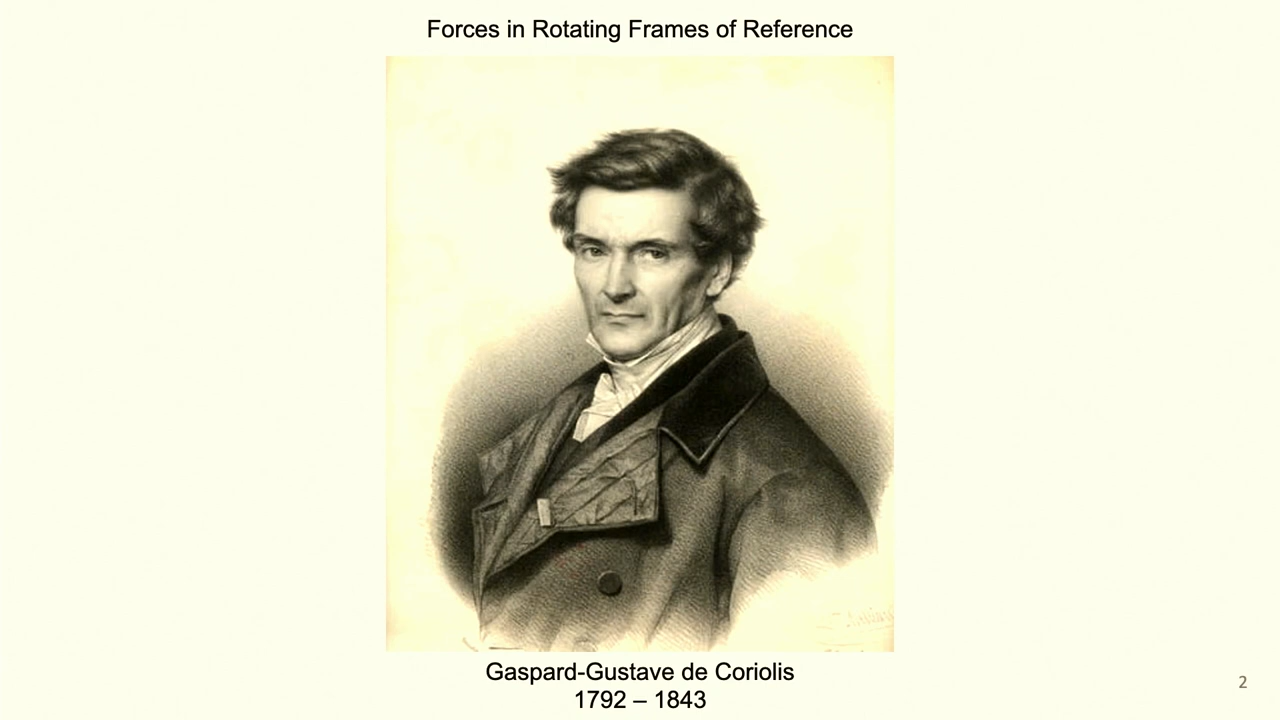 Forces in Rotating Frames of Reference
Gaspard-Gustave de Coriolis
1792 – 1843
2